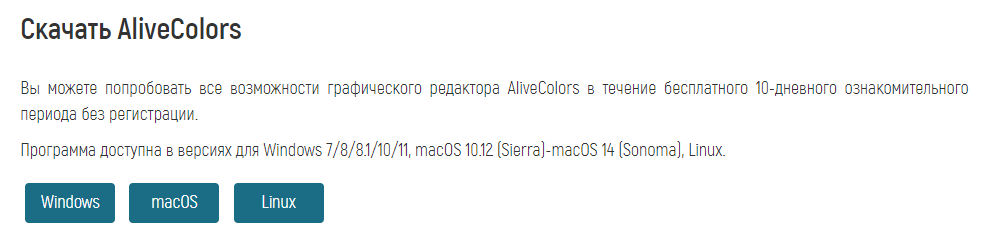 Скачать AliveColors
Вы можете попробовать все возможности графического редактора AliveColors в течение бесплатного 10-дневного ознакомительного
периода без регистрации.
Программа доступна в версиях для Windows 7/8/8.1/10/11, macOS 10.12 (Sierra)-macOS 14 (Sonoma), Linux.
Windows macOS Linux